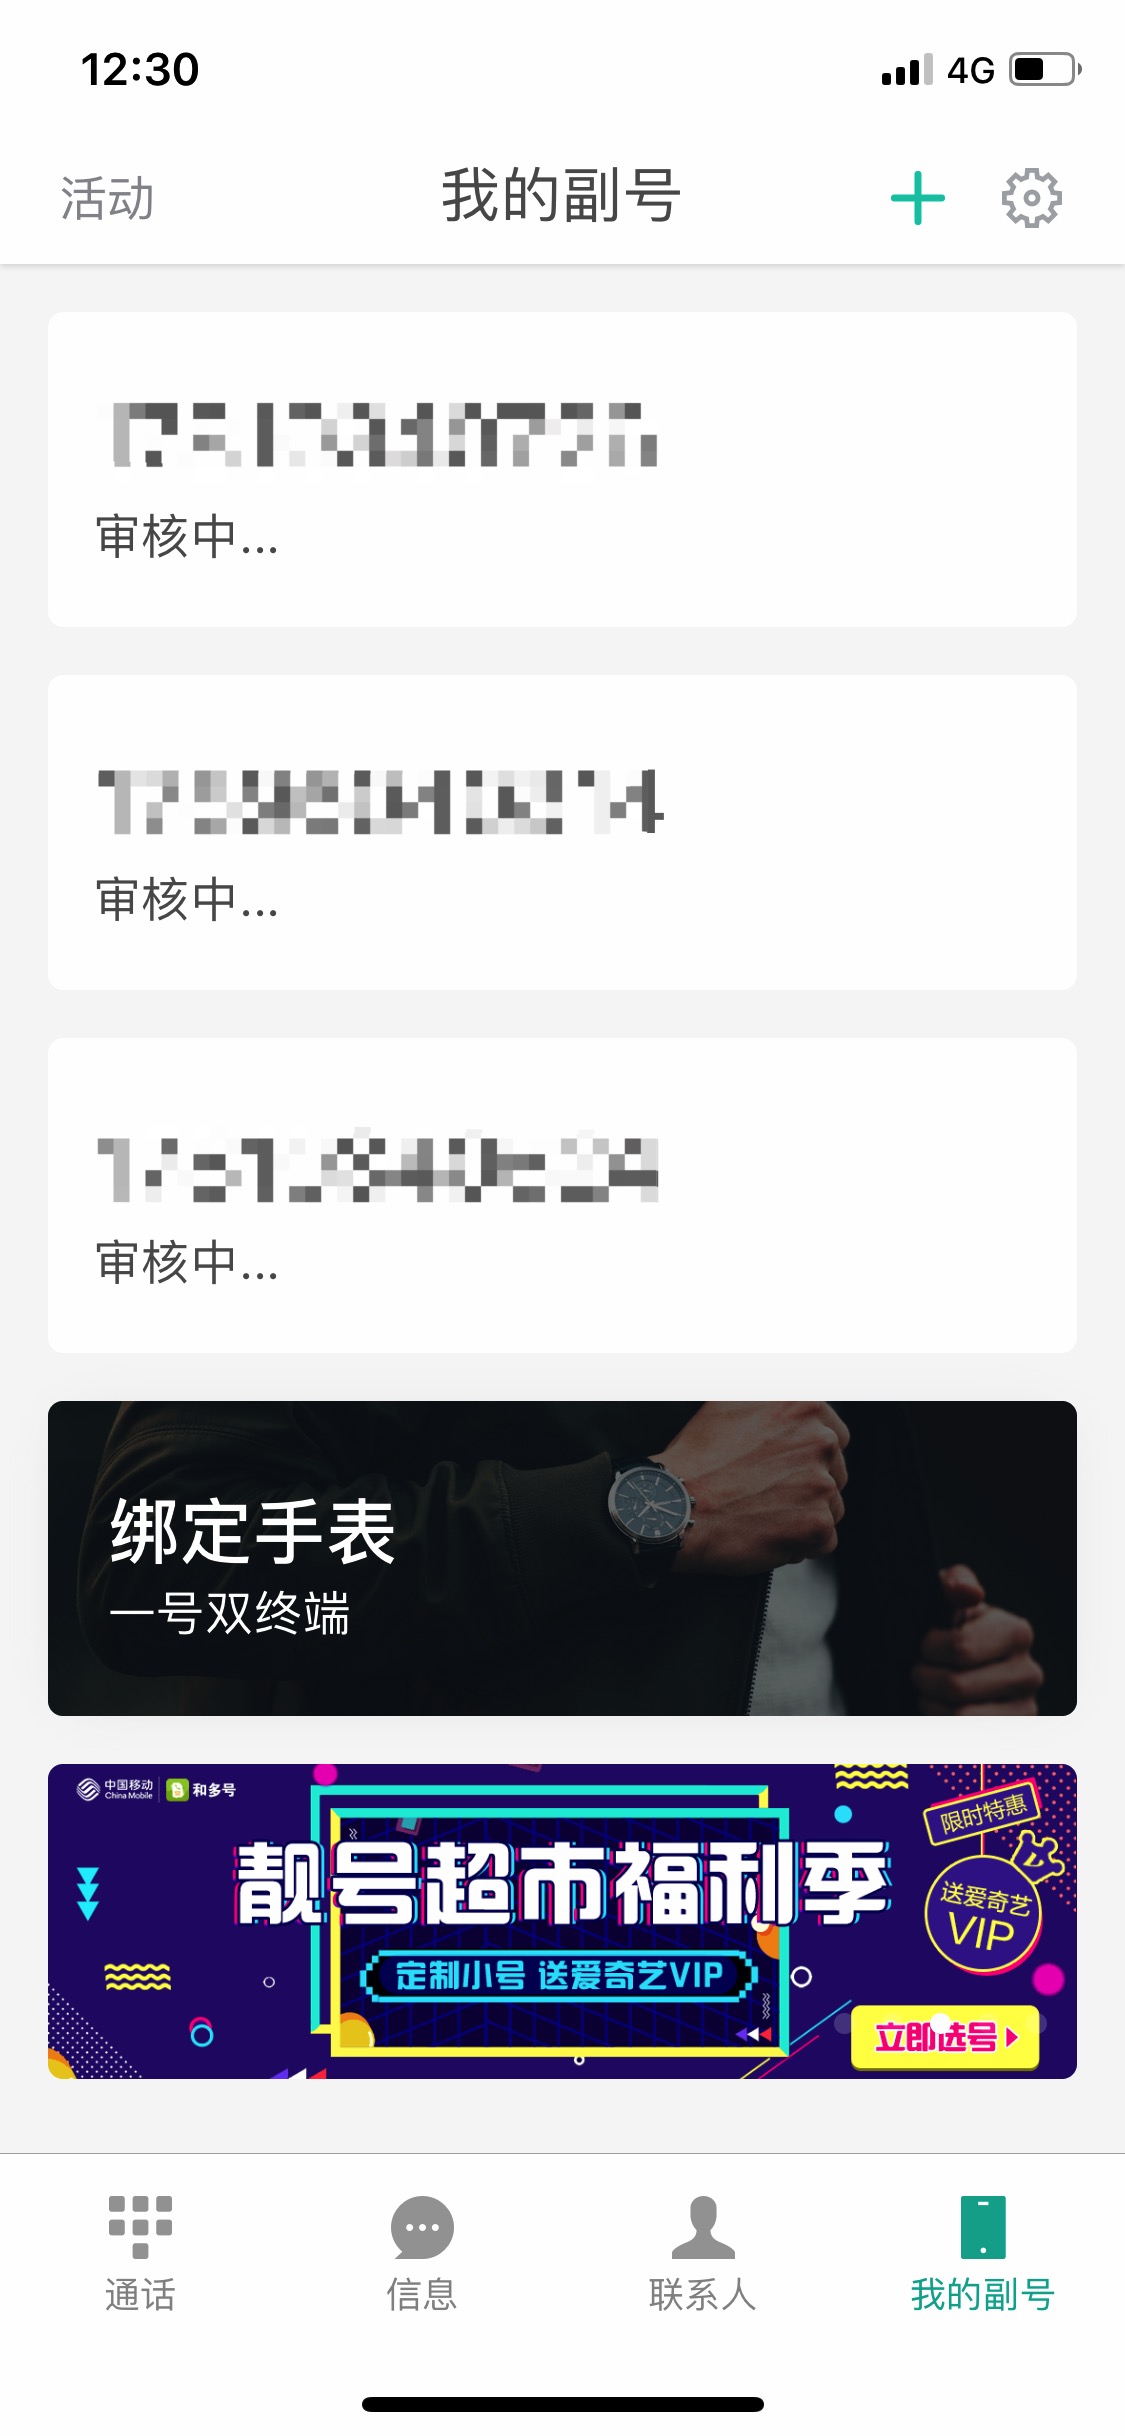 12:30
4G
活动
我的副号
审核中...
审核中...
审核中...
绑定手表
一号双终端
中国移动
China Mobile
和多号
限时特惠
靓号超市福利季
送爱奇艺
VIP
定制小号 送爱奇艺VIP
立即选号
通话
信息
联系人
我的副号